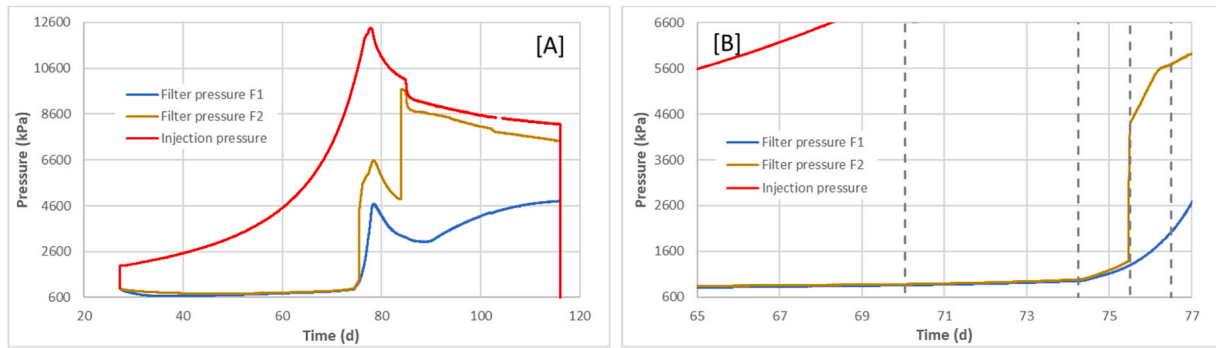 [A]
Pressure (kPa)
12600
10600
8600
6600
4600
2600
600
Filter pressure F1
Filter pressure F2
Injection pressure
20 40 60 80 100 120
Time (d)
[B]
Pressure (kPa)
6600
5600
4600
3600
2600
1600
600
Filter pressure F1
Filter pressure F2
Injection pressure
65 67 69 71 73 75 77
Time (d)